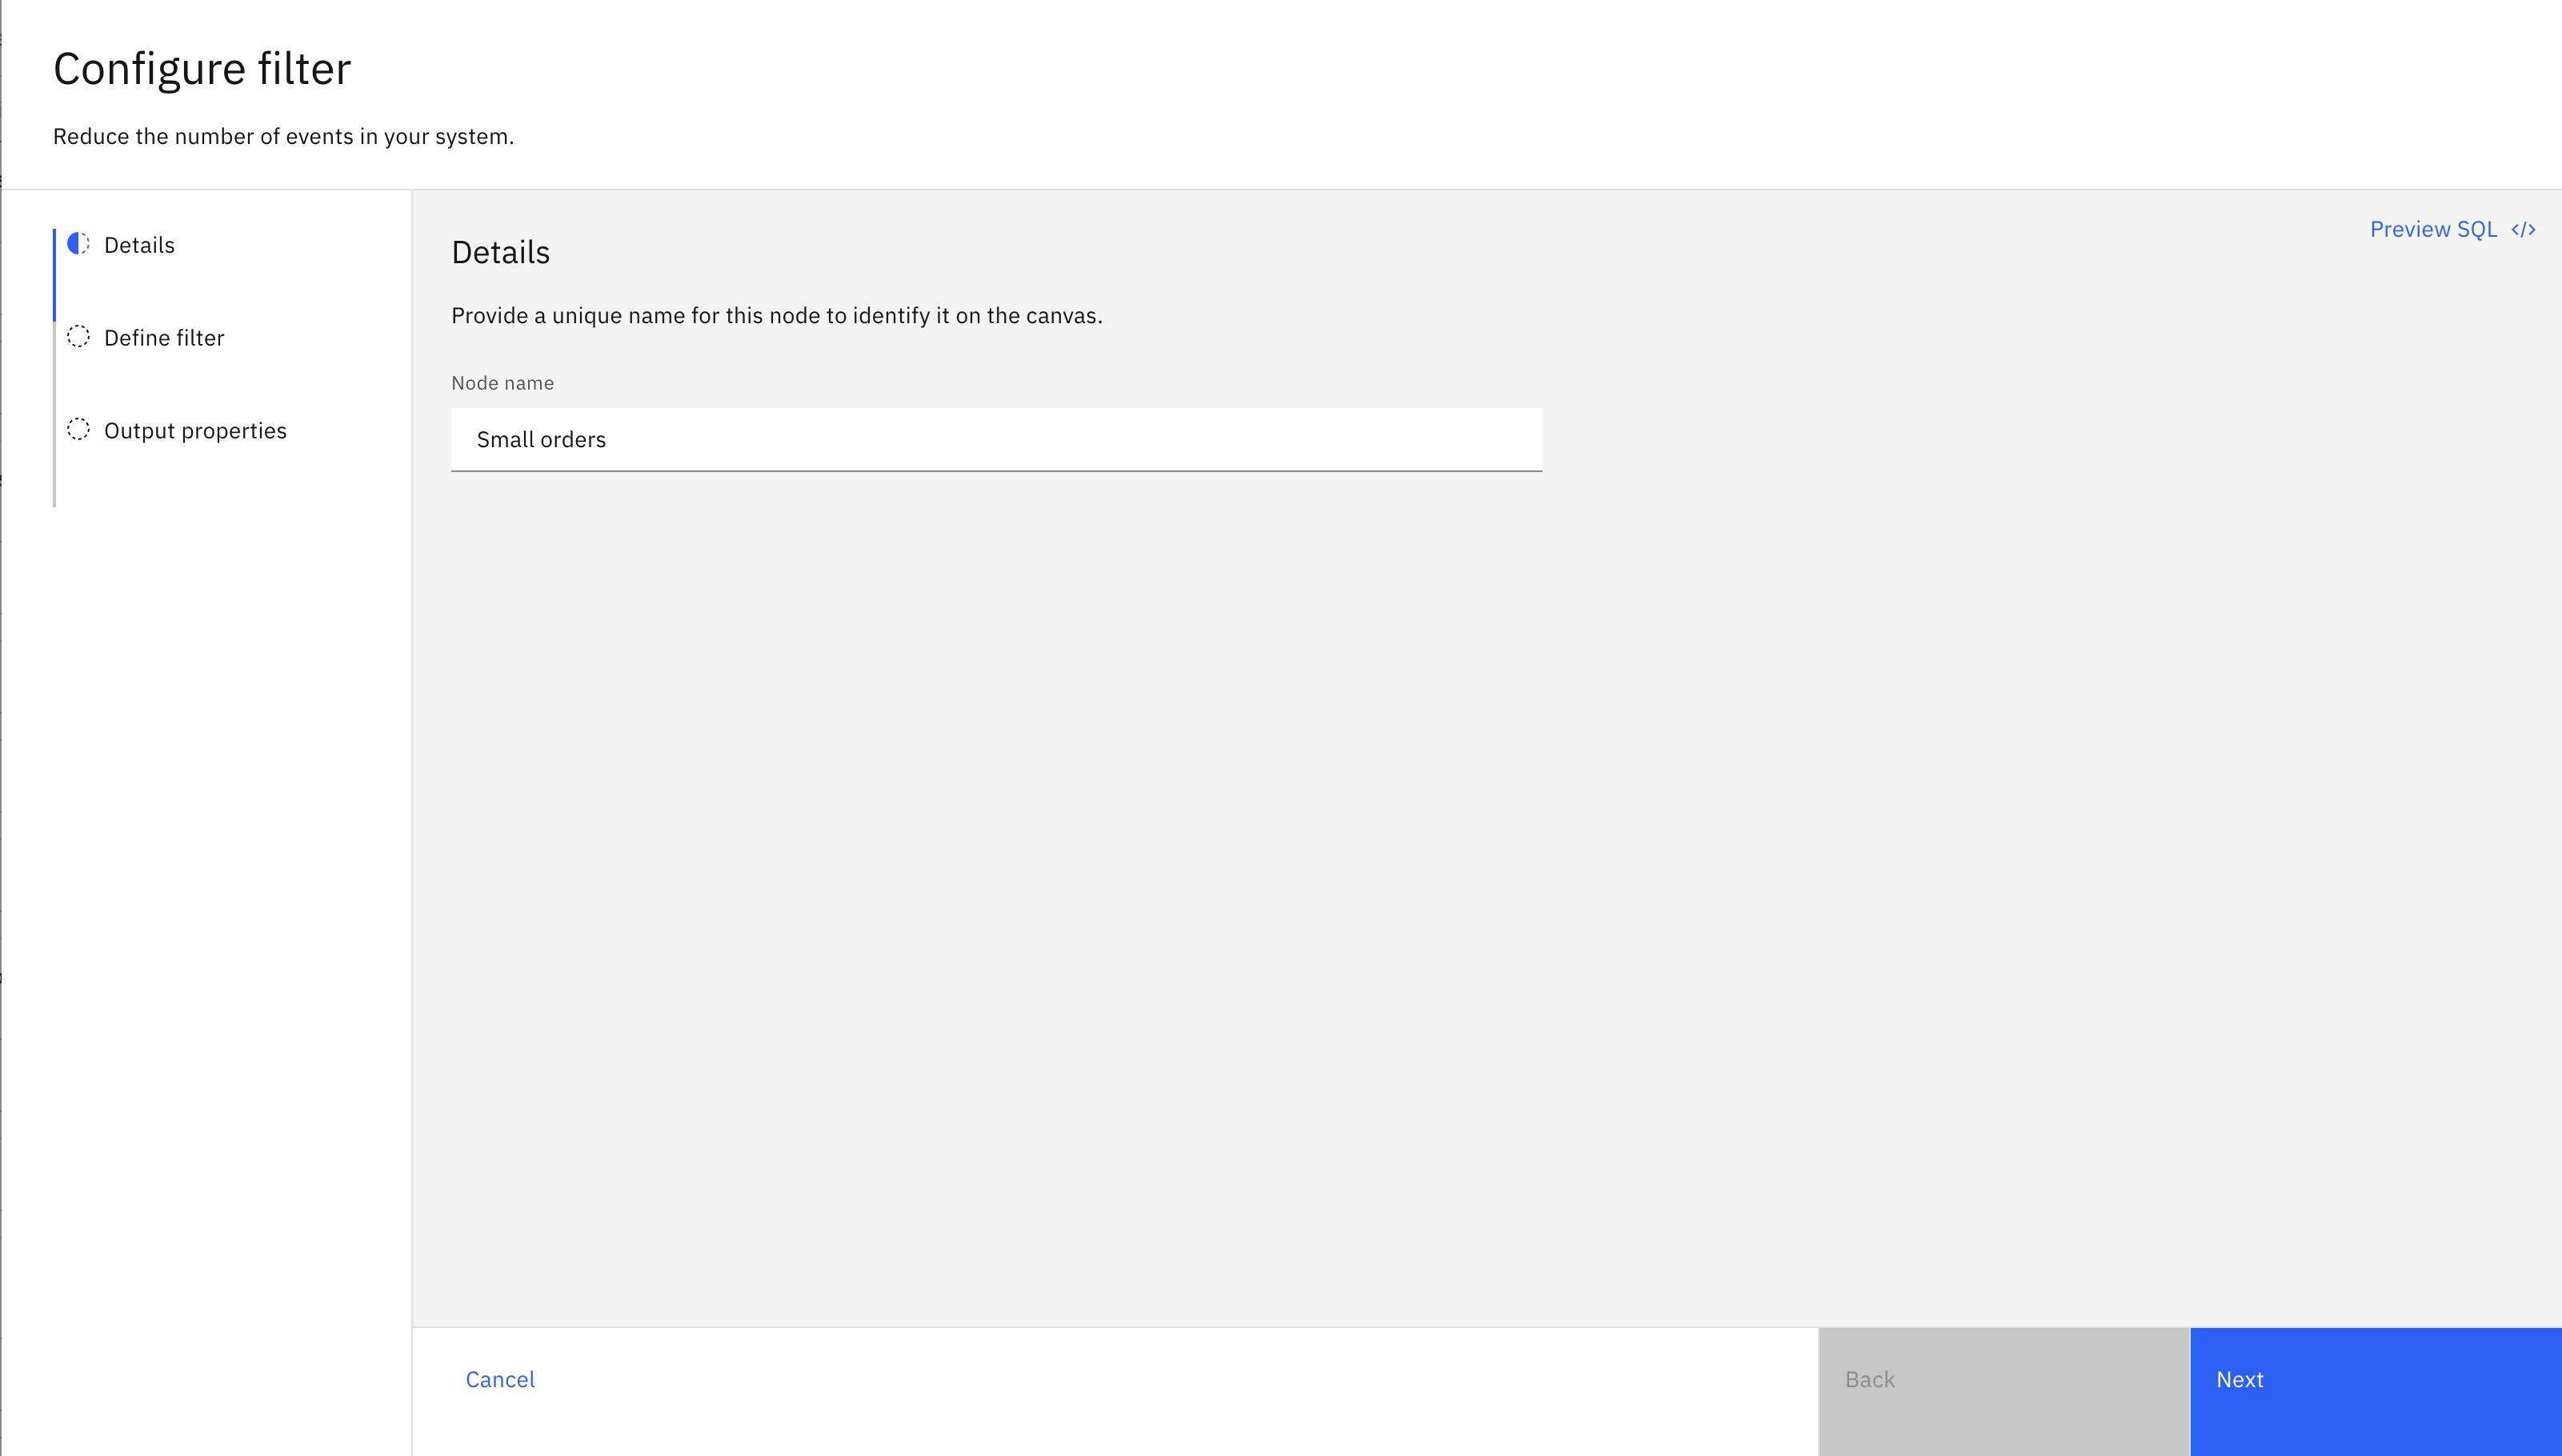 Configure filter
Reduce the number of events in your system.
Details
Define filter
Output properties
Preview SQL </>
Details
Provide a unique name for this node to identify it on the canvas.
Node name
Small orders
Cancel
Back
Next